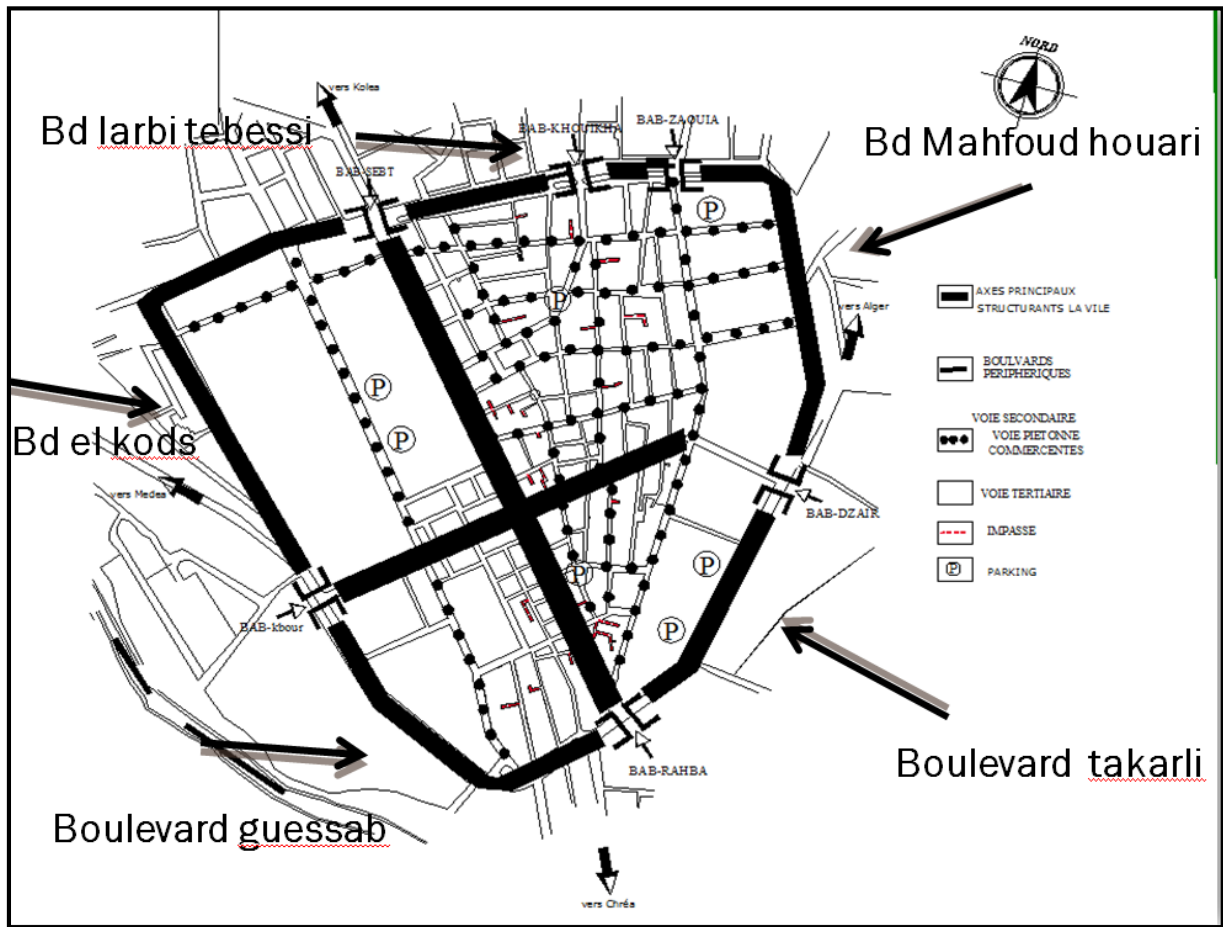 NORD
vers Kolea
Bd larbi tebessi
BAB-KHOUIKHA
BAB-ZAOUIA
Bd Mahfoud houari
BAB-SEBT
P
P
AXES PRINCIPAUX
STRUCTURANTS LA VILE
vers Alger
BOULVARDS
PERIPHERIQUES
P
VOIE SECONDAIRE
VOIE PIETONNE
COMMERCENTES
Bd el kods
P
vers Medea
VOIE TERTIAIRE
BAB-DZAIR
IMPASSE
P
P
P PARKING
BAB-kbour
P
BAB-RAHBA
Boulevard takarli
Boulevard guessab
vers Chréa